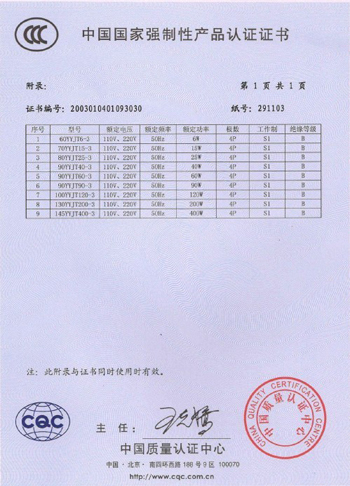 中国国家强制性产品认证证书
附录: 第 1 页 共 1 页
证书编号: 2003010401093030 纸号: 291103
序号 型号 额定电压 额定频率 额定功率 极数 工作制 绝缘等级
1 60YYJT6-3 110V、220V 50Hz 6W 4P S1 B
2 70YYJT15-3 110V、220V 50Hz 15W 4P S1 B
3 80YYJT25-3 110V、220V 50Hz 25W 4P S1 B
4 90YYJT40-3 110V、220V 50Hz 40W 4P S1 B
5 90YYJT60-3 110V、220V 50Hz 60W 4P S1 B
6 90YYJT90-3 110V、220V 50Hz 90W 4P S1 B
7 100YYJT120-3 110V、220V 50Hz 120W 4P S1 B
8 130YYJT200-3 110V、220V 50Hz 200W 4P S1 B
9 145YYJT400-3 110V、220V 50Hz 400W 4P S1 B
注: 此附录与证书同时使用时有效。
CQC
主 任:
中国质量认证中心
中国·北京·南四环西路 188 号 9 区 100070
http://www.cqc.com.cn
CHINA QUALITY CERTIFICATION CENTRE
中国质量认证中心